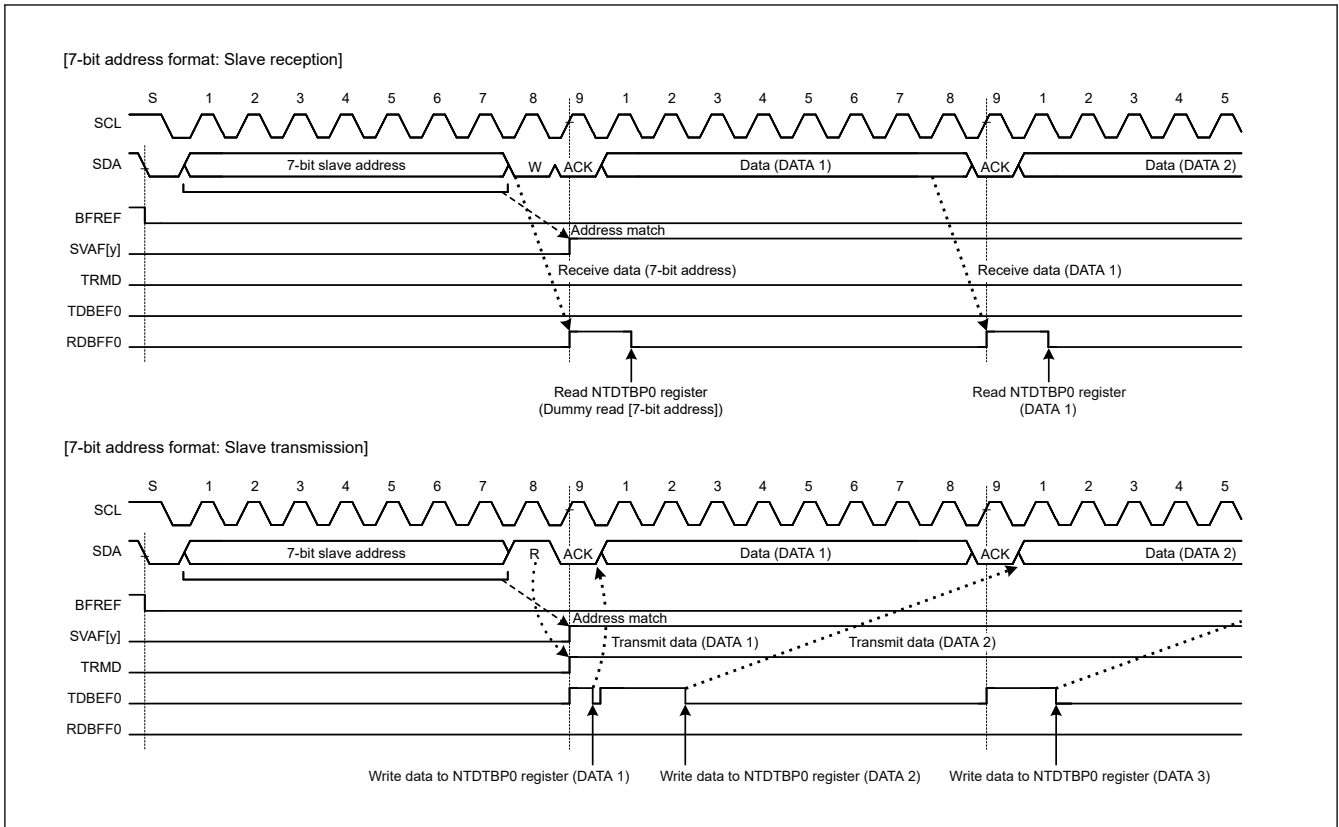 [7-bit address format: Slave reception]
S 1 2 3 4 5 6 7 8 9 1 2 3 4 5 6 7 8 9 1 2 3 4 5
SCL
SDA 7-bit slave address W ACK Data (DATA 1) ACK Data (DATA 2)
BFREF
Address match
SVAF[y]
Receive data (7-bit address) Receive data (DATA 1)
TRMD
TDBEF0
RDBFF0
Read NTDTBP0 register Read NTDTBP0 register
(Dummy read [7-bit address]) (DATA 1)
[7-bit address format: Slave transmission]
S 1 2 3 4 5 6 7 8 9 1 2 3 4 5 6 7 8 9 1 2 3 4 5
SCL
SDA 7-bit slave address R ACK Data (DATA 1) ACK Data (DATA 2)
BFREF
Address match
SVAF[y]
Transmit data (DATA 1) Transmit data (DATA 2)
TRMD
TDBEF0
RDBFF0
Write data to NTDTBP0 register (DATA 1) Write data to NTDTBP0 register (DATA 2) Write data to NTDTBP0 register (DATA 3)